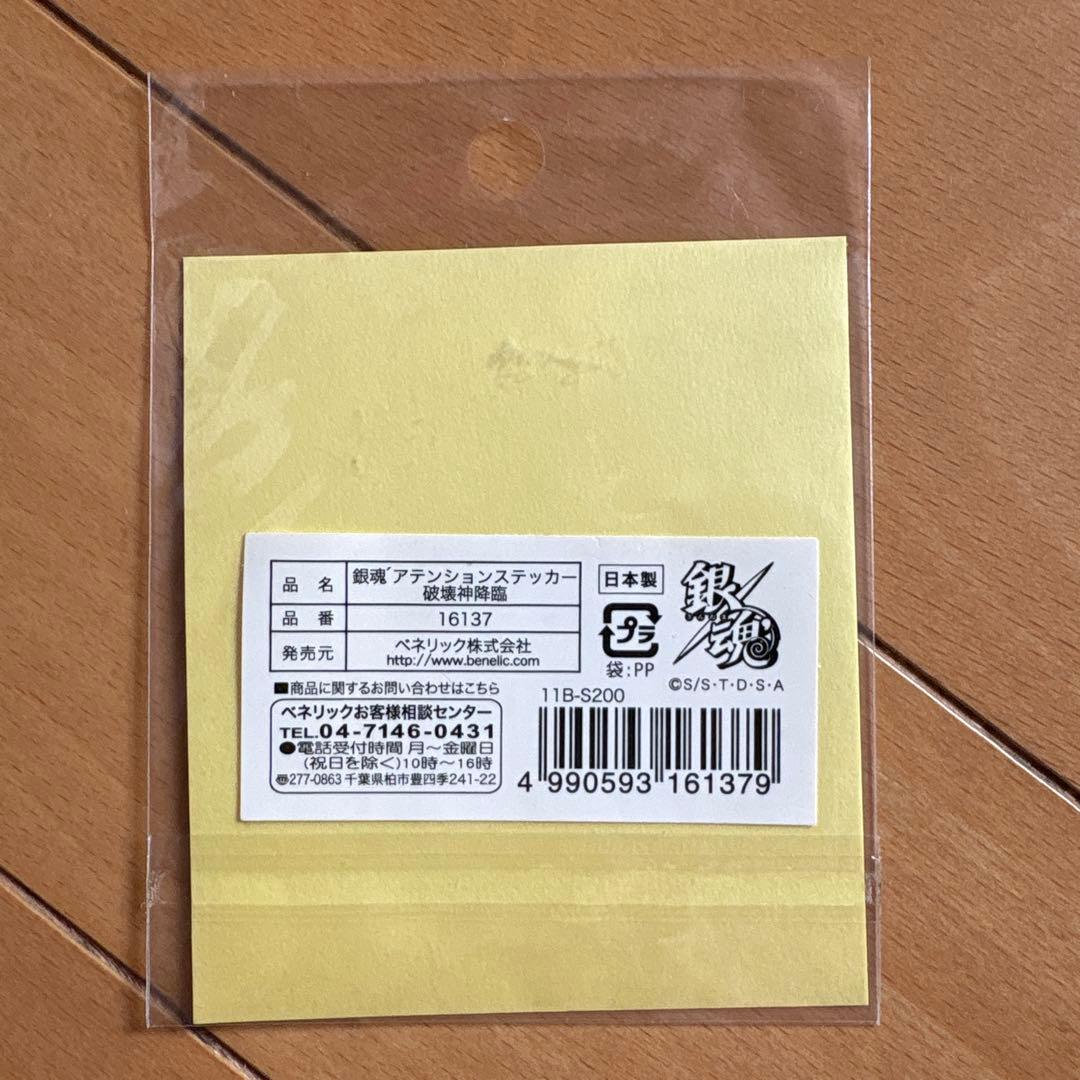 品 名 銀魂´アテンションステッカー
破壊神降臨
品 番 16137
発売元 ベネリック株式会社
http://www.benelic.com
日本製
プラ
袋:PP
銀魂
©S/S・T・D・S・A
■商品に関するお問い合わせはこちら
ベネリックお客様相談センター
TEL.04-7146-0431
●電話受付時間 月～金曜日
(祝日を除く)10時～16時
〠277-0863 千葉県柏市豊四季241-22
11B-S200
4 990593 161379